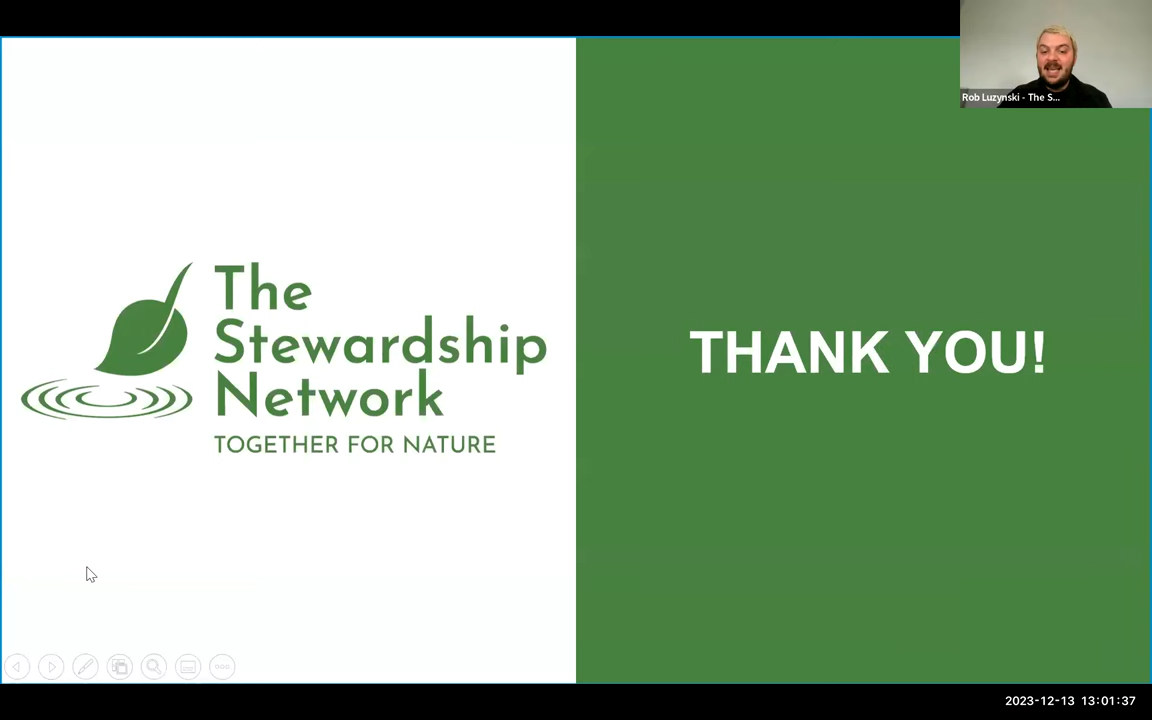 Rob Luzynski - The S...
The
Stewardship
Network
TOGETHER FOR NATURE
THANK YOU!
2023-12-13 13:01:37